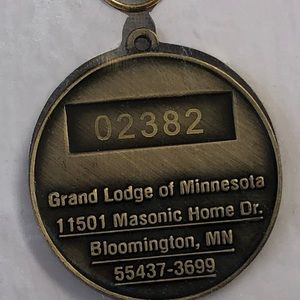 02382
Grand Lodge of Minnesota
11501 Masonic Home Dr.
Bloomington, MN
55437-3699